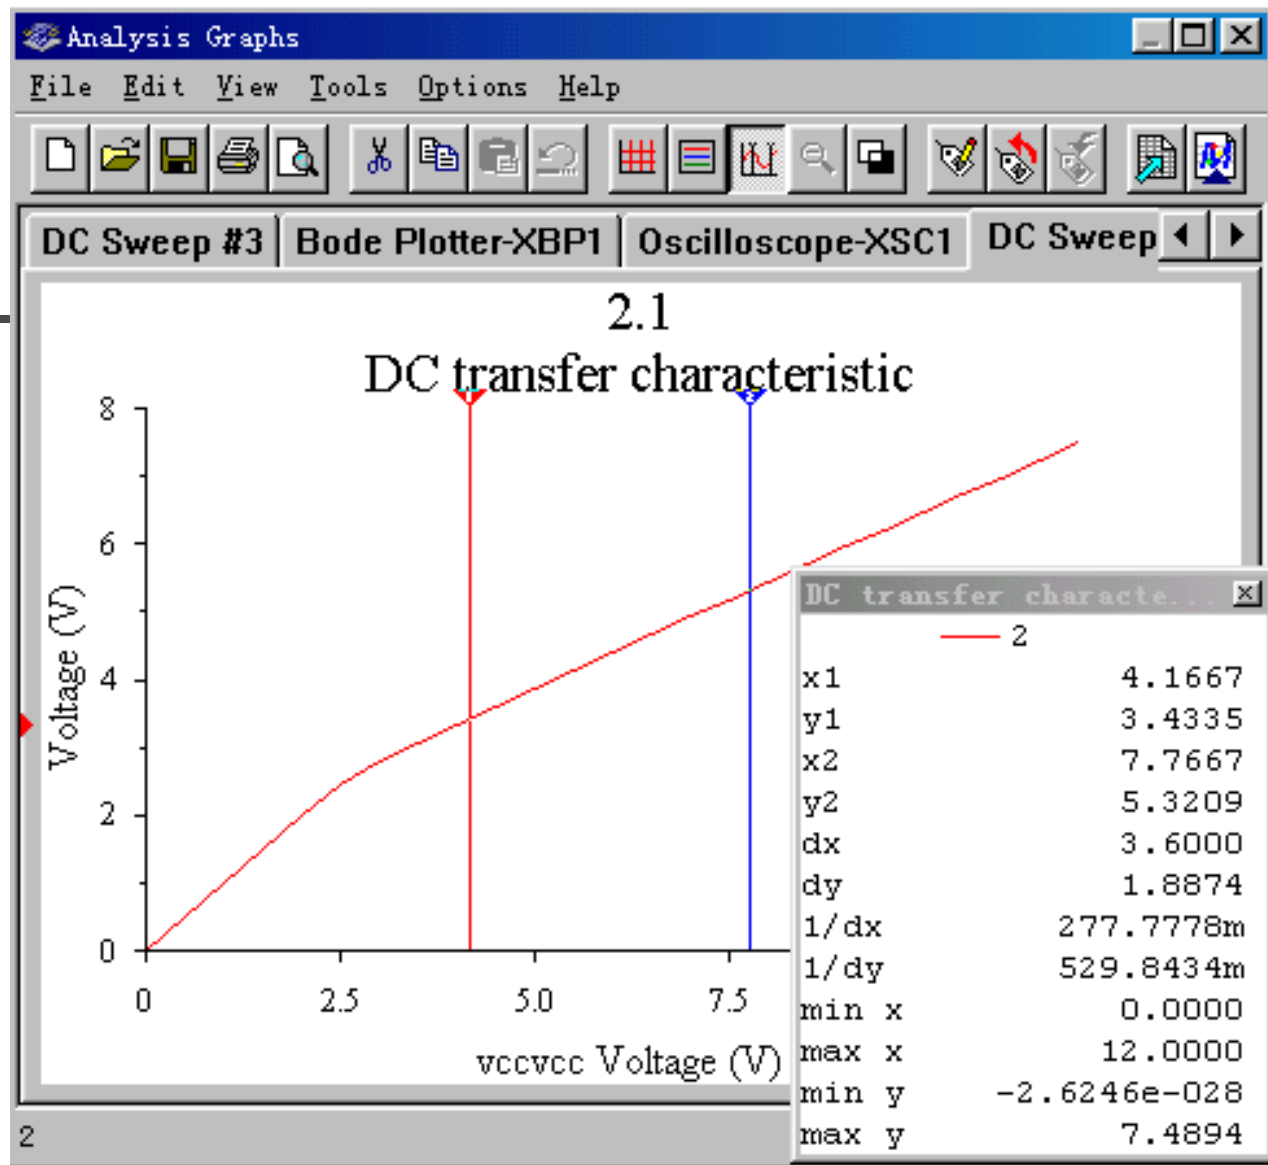 Analysis Graphs
File Edit View Tools Options Help
DC Sweep #3 Bode Plotter-XBP1 Oscilloscope-XSC1 DC Sweep
2.1
DC transfer characteristic
1 2
8
6
4
2
0
Voltage (V)
0 2.5 5.0 7.5
vccvcc Voltage (V)
DC transfer characte...
2
x1 4.1667
y1 3.4335
x2 7.7667
y2 5.3209
dx 3.6000
dy 1.8874
1/dx 277.7778m
1/dy 529.8434m
min x 0.0000
max x 12.0000
min y -2.6246e-028
max y 7.4894
2